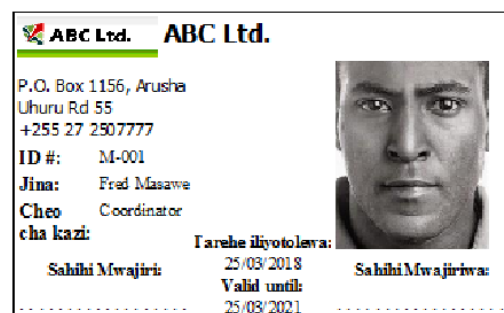 ABC Ltd. ABC Ltd.
P.O. Box 1156, Arusha
Uhuru Rd 55
+255 27 2507777
ID #: M-001
Jina: Fred Masawe
Cheo cha kazi: Coordinator
Tarehe iliyotolewa:
25/03/2018
Sahihi Mwajiri:
Sahihi Mwajiriwa:
Valid until:
25/03/2021